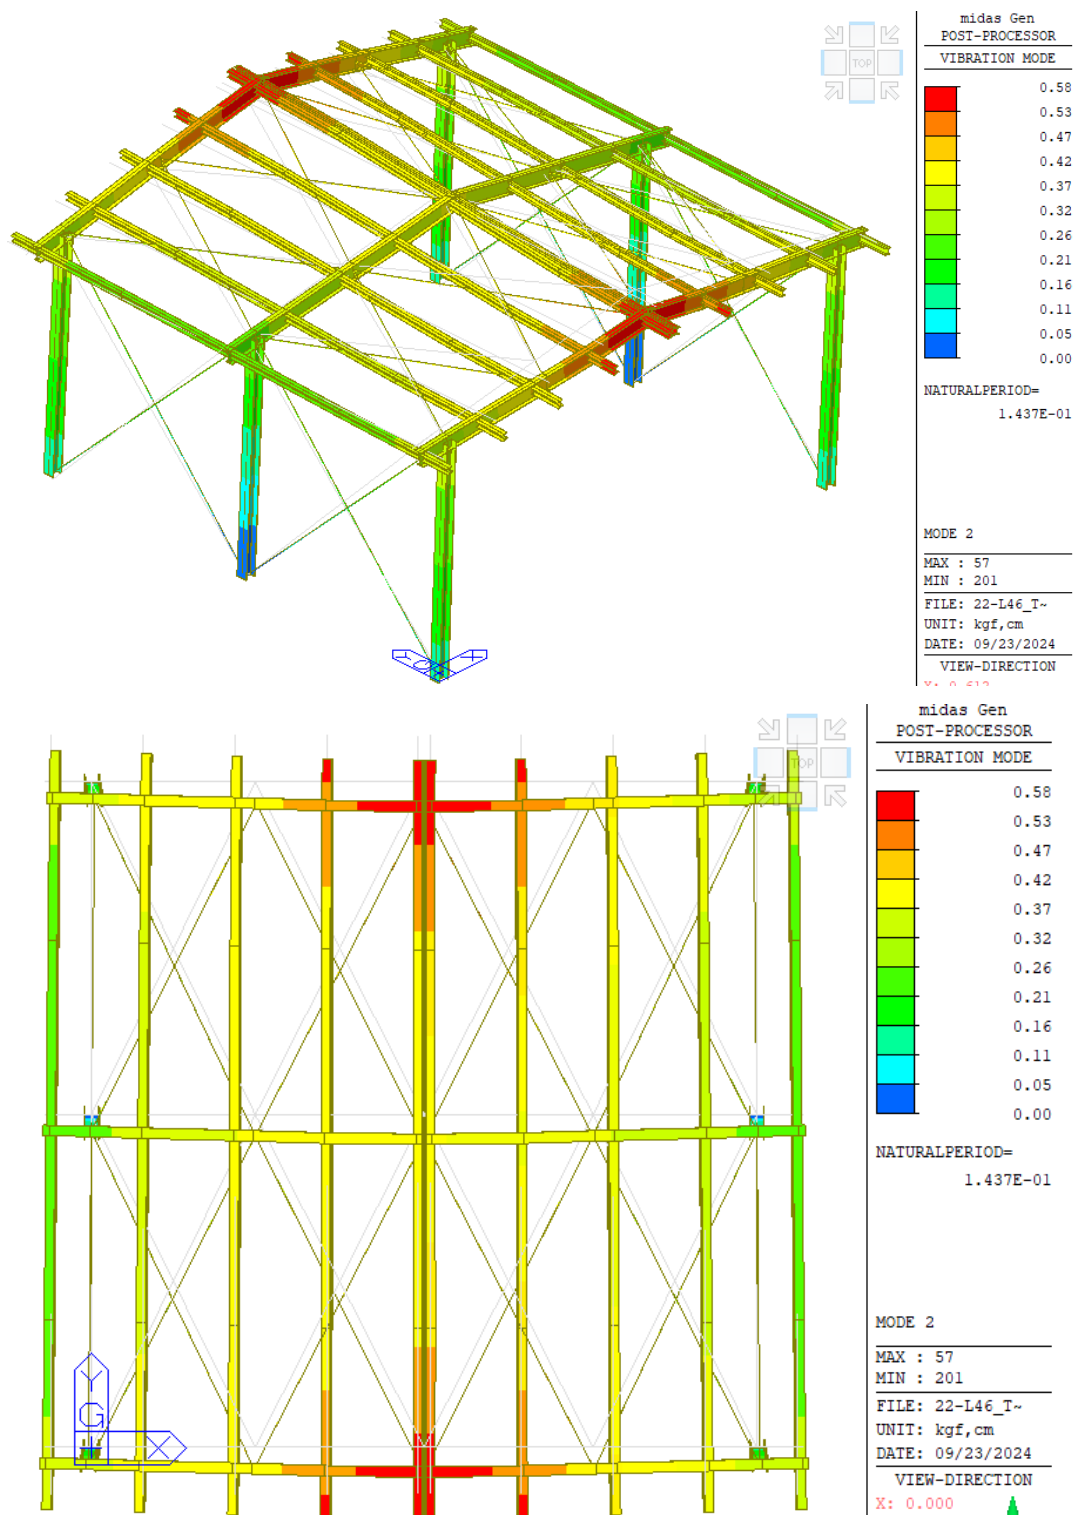 midas Gen
POST-PROCESSOR
VIBRATION MODE
TOP
0.58
0.53
0.47
0.42
0.37
0.32
0.26
0.21
0.16
0.11
0.05
0.00
NATURALPERIOD=
1.437E-01
MODE 2
MAX : 57
MIN : 201
FILE: 22-L46_T~
UNIT: kgf,cm
DATE: 09/23/2024
VIEW-DIRECTION
midas Gen
POST-PROCESSOR
VIBRATION MODE
TOP
0.58
0.53
0.47
0.42
0.37
0.32
0.26
0.21
0.16
0.11
0.05
0.00
NATURALPERIOD=
1.437E-01
MODE 2
MAX : 57
MIN : 201
FILE: 22-L46_T~
UNIT: kgf,cm
DATE: 09/23/2024
VIEW-DIRECTION
X: 0.000
Y
G
X